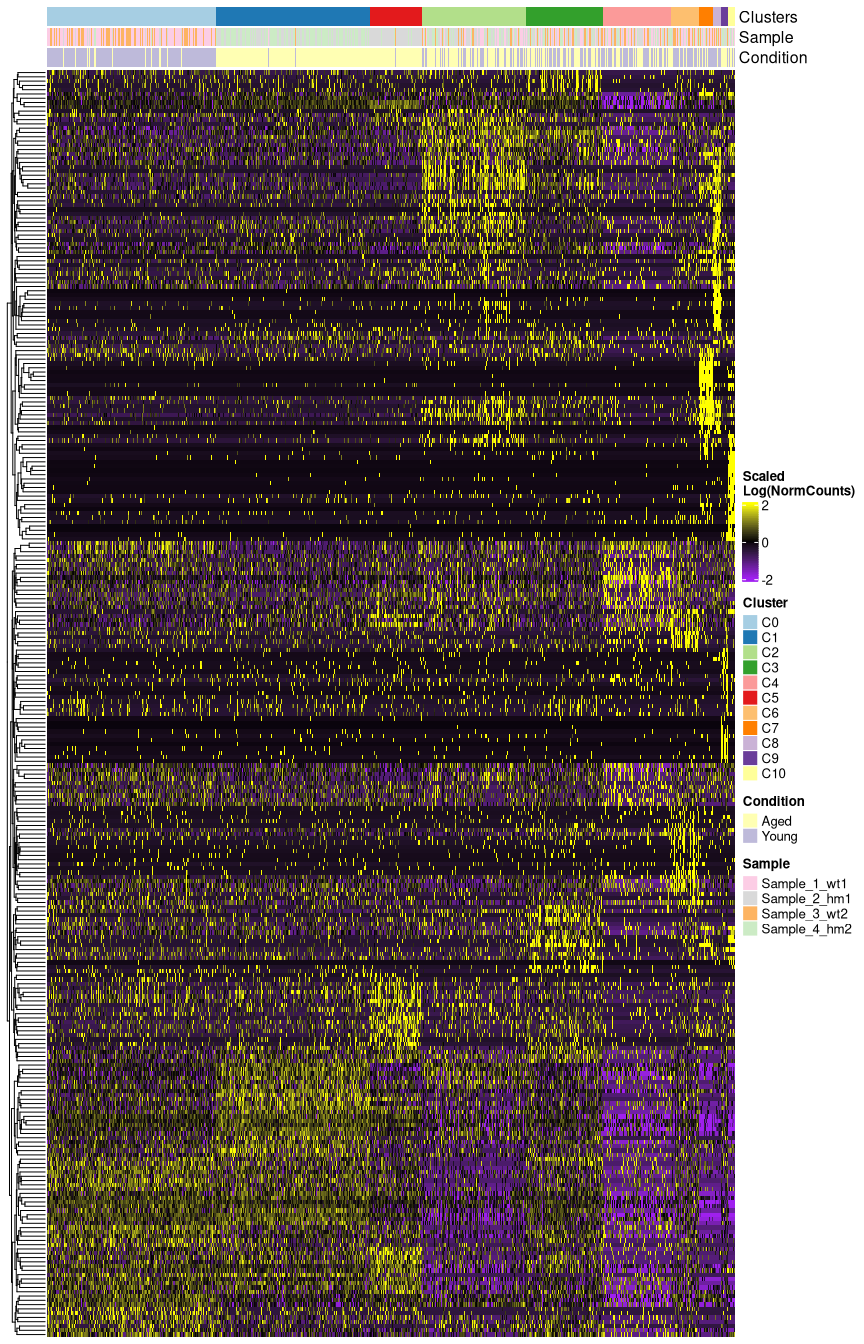 Clusters
Sample
Condition
Scaled
Log(NormCounts)
2
0
-2
Cluster
C0
C1
C2
C3
C4
C5
C6
C7
C8
C9
C10
Condition
Aged
Young
Sample
Sample_1_wt1
Sample_2_hm1
Sample_3_wt2
Sample_4_hm2